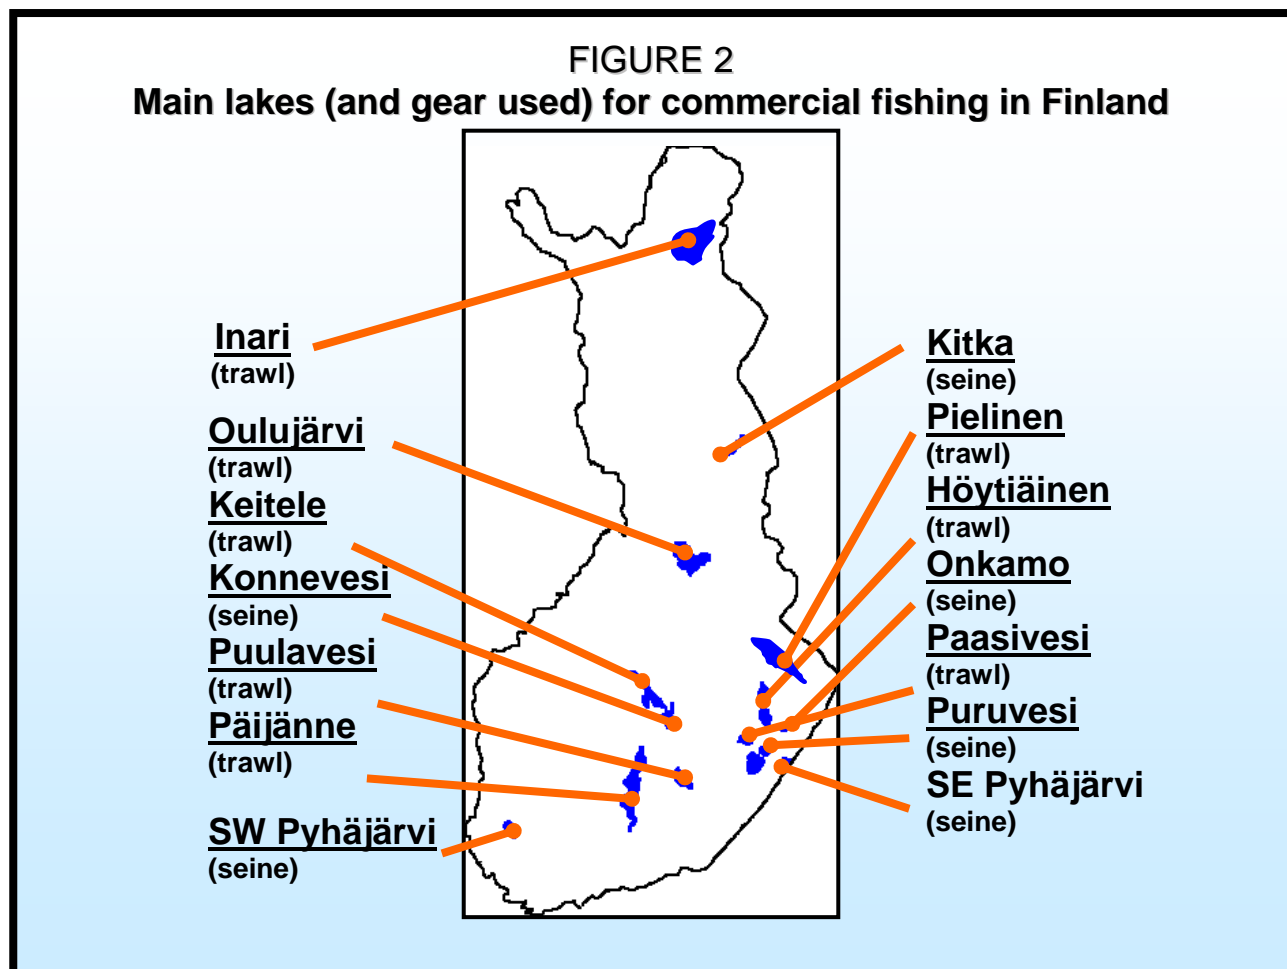 FIGURE 2
Main lakes (and gear used) for commercial fishing in Finland
Inari
(trawl)
Oulujärvi
(trawl)
Keitele
(trawl)
Konnevesi
(seine)
Puulavesi
(trawl)
Päijänne
(trawl)
SW Pyhäjärvi
(seine)
Kitka
(seine)
Pielinen
(trawl)
Höytiäinen
(trawl)
Onkamo
(seine)
Paasivesi
(trawl)
Puruvesi
(seine)
SE Pyhäjärvi
(seine)